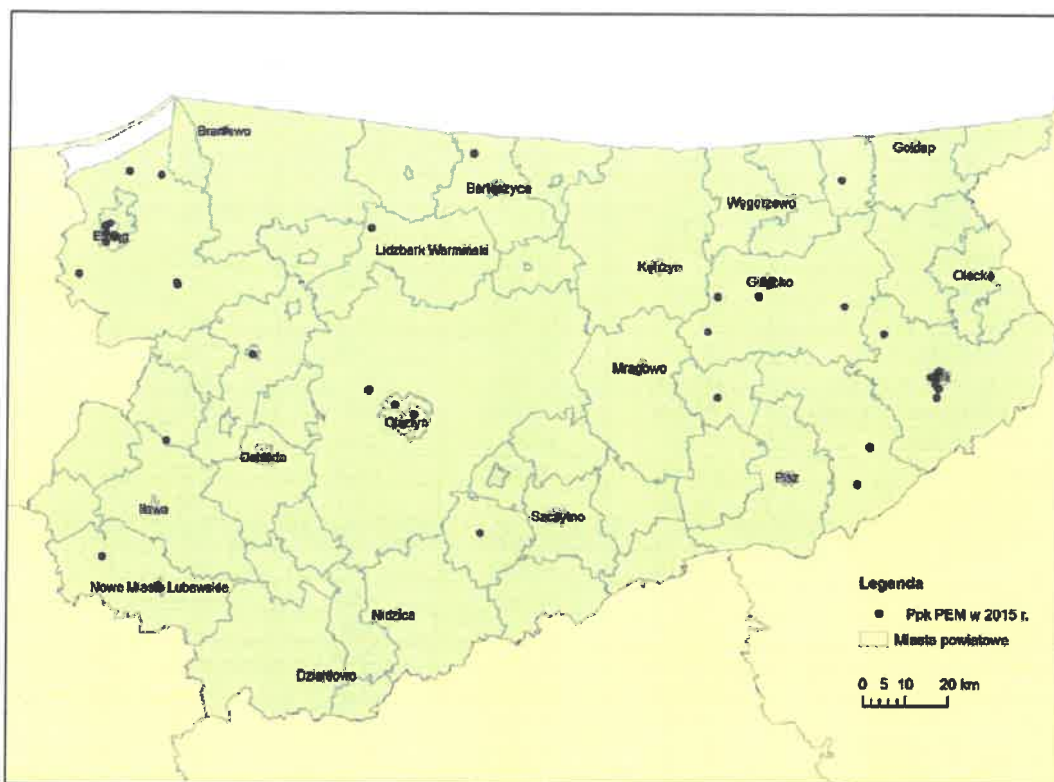 Braniewo
Gołdap
Bartoszyce
Węgorzewo
Elbląg
Lidzbark Warmiński
Kętrzyn
Giżycko
Olecko
Mrągowo
Olsztyn
Ostróda
Pisz
Iława
Szczytno
Nowe Miasto Lubawskie
Nidzica
Działdowo
Legenda
Ppk PEM w 2015 r.
Miasta powiatowe
0 5 10 20 km